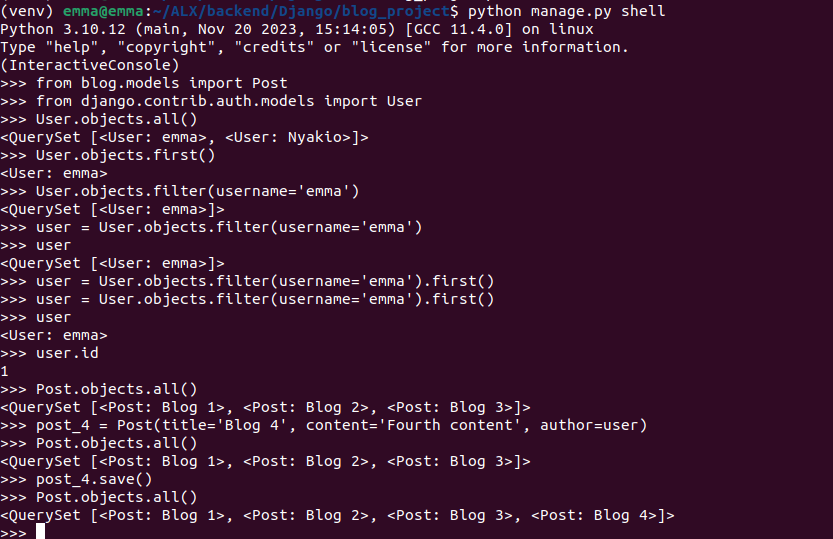 (venv) emma@emma:~/ALX/backend/Django/blog_project$ python manage.py shell
Python 3.10.12 (main, Nov 20 2023, 15:14:05) [GCC 11.4.0] on linux
Type "help", "copyright", "credits" or "license" for more information.
(InteractiveConsole)
>>> from blog.models import Post
>>> from django.contrib.auth.models import User
>>> User.objects.all()
<QuerySet [<User: emma>, <User: Nyakio>]>
>>> User.objects.first()
<User: emma>
>>> User.objects.filter(username='emma')
<QuerySet [<User: emma>]>
>>> user = User.objects.filter(username='emma')
>>> user
<QuerySet [<User: emma>]>
>>> user = User.objects.filter(username='emma').first()
>>> user = User.objects.filter(username='emma').first()
>>> user
<User: emma>
>>> user.id
1
>>> Post.objects.all()
<QuerySet [<Post: Blog 1>, <Post: Blog 2>, <Post: Blog 3>]>
>>> post_4 = Post(title='Blog 4', content='Fourth content', author=user)
>>> Post.objects.all()
<QuerySet [<Post: Blog 1>, <Post: Blog 2>, <Post: Blog 3>]>
>>> post_4.save()
>>> Post.objects.all()
<QuerySet [<Post: Blog 1>, <Post: Blog 2>, <Post: Blog 3>, <Post: Blog 4>]>
>>>